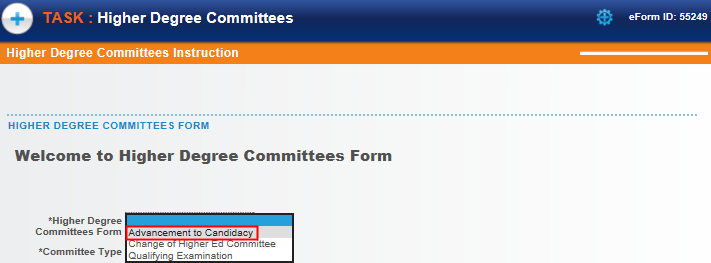 TASK : Higher Degree Committees
eForm ID: 55249
Higher Degree Committees Instruction
HIGHER DEGREE COMMITTEES FORM
Welcome to Higher Degree Committees Form
*Higher Degree
Committees Form
Advancement to Candidacy
Change of Higher Ed Committee
*Committee Type
Qualifying Examination